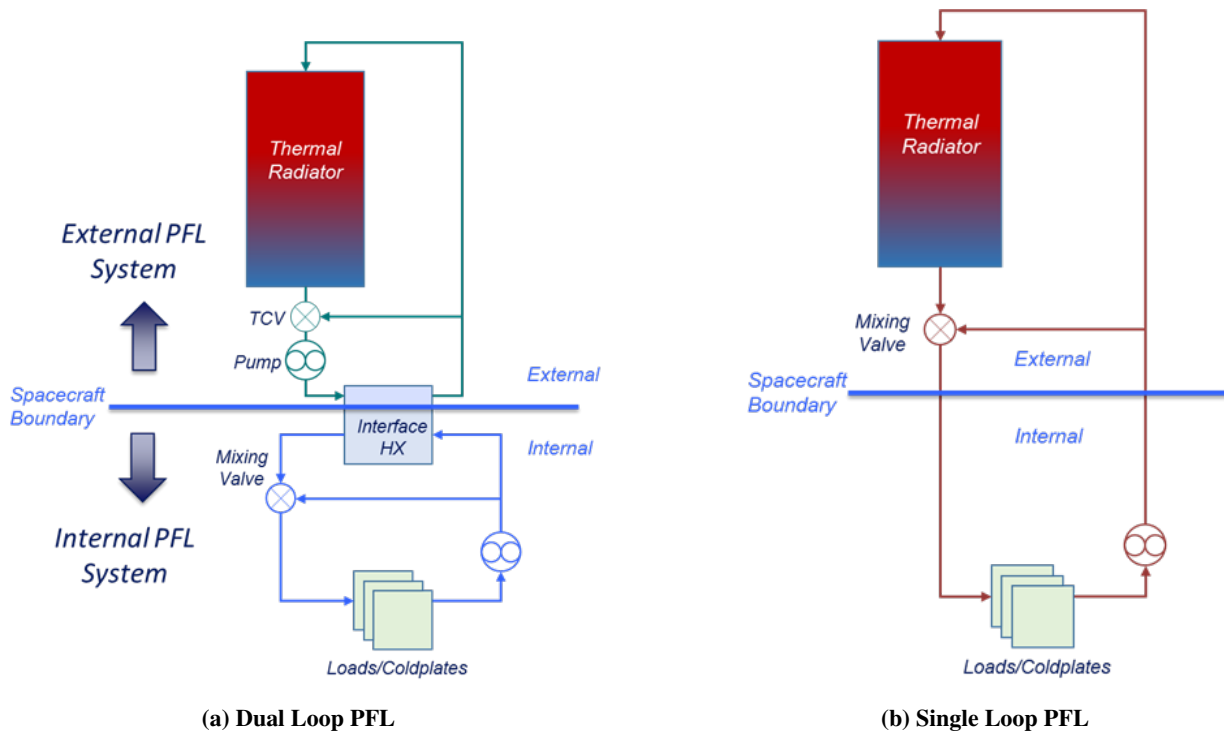 Thermal
Radiator
External PFL
System
TCV
Pump
External
Spacecraft
Boundary
Interface
HX
Internal
Mixing
Valve
Internal PFL
System
Loads/Coldplates
(a) Dual Loop PFL
Thermal
Radiator
Mixing
Valve
External
Spacecraft
Boundary
Internal
Loads/Coldplates
(b) Single Loop PFL